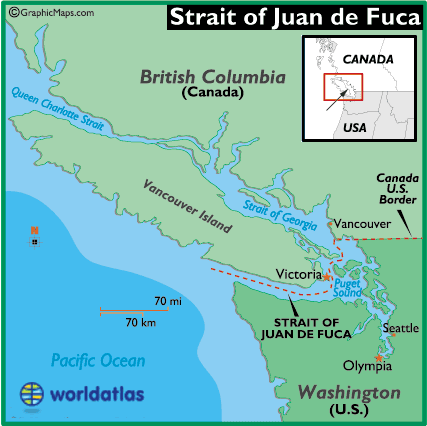 ©GraphicMaps.com
Strait of Juan de Fuca
CANADA
USA
British Columbia
(Canada)
Queen Charlotte Strait
Vancouver Island
Strait of Georgia
Canada
U.S.
Border
Vancouver
Victoria
Puget
Sound
70 mi
70 km
STRAIT OF
JUAN DE FUCA
Seattle
Olympia
Pacific Ocean
worldatlas
Washington
(U.S.)